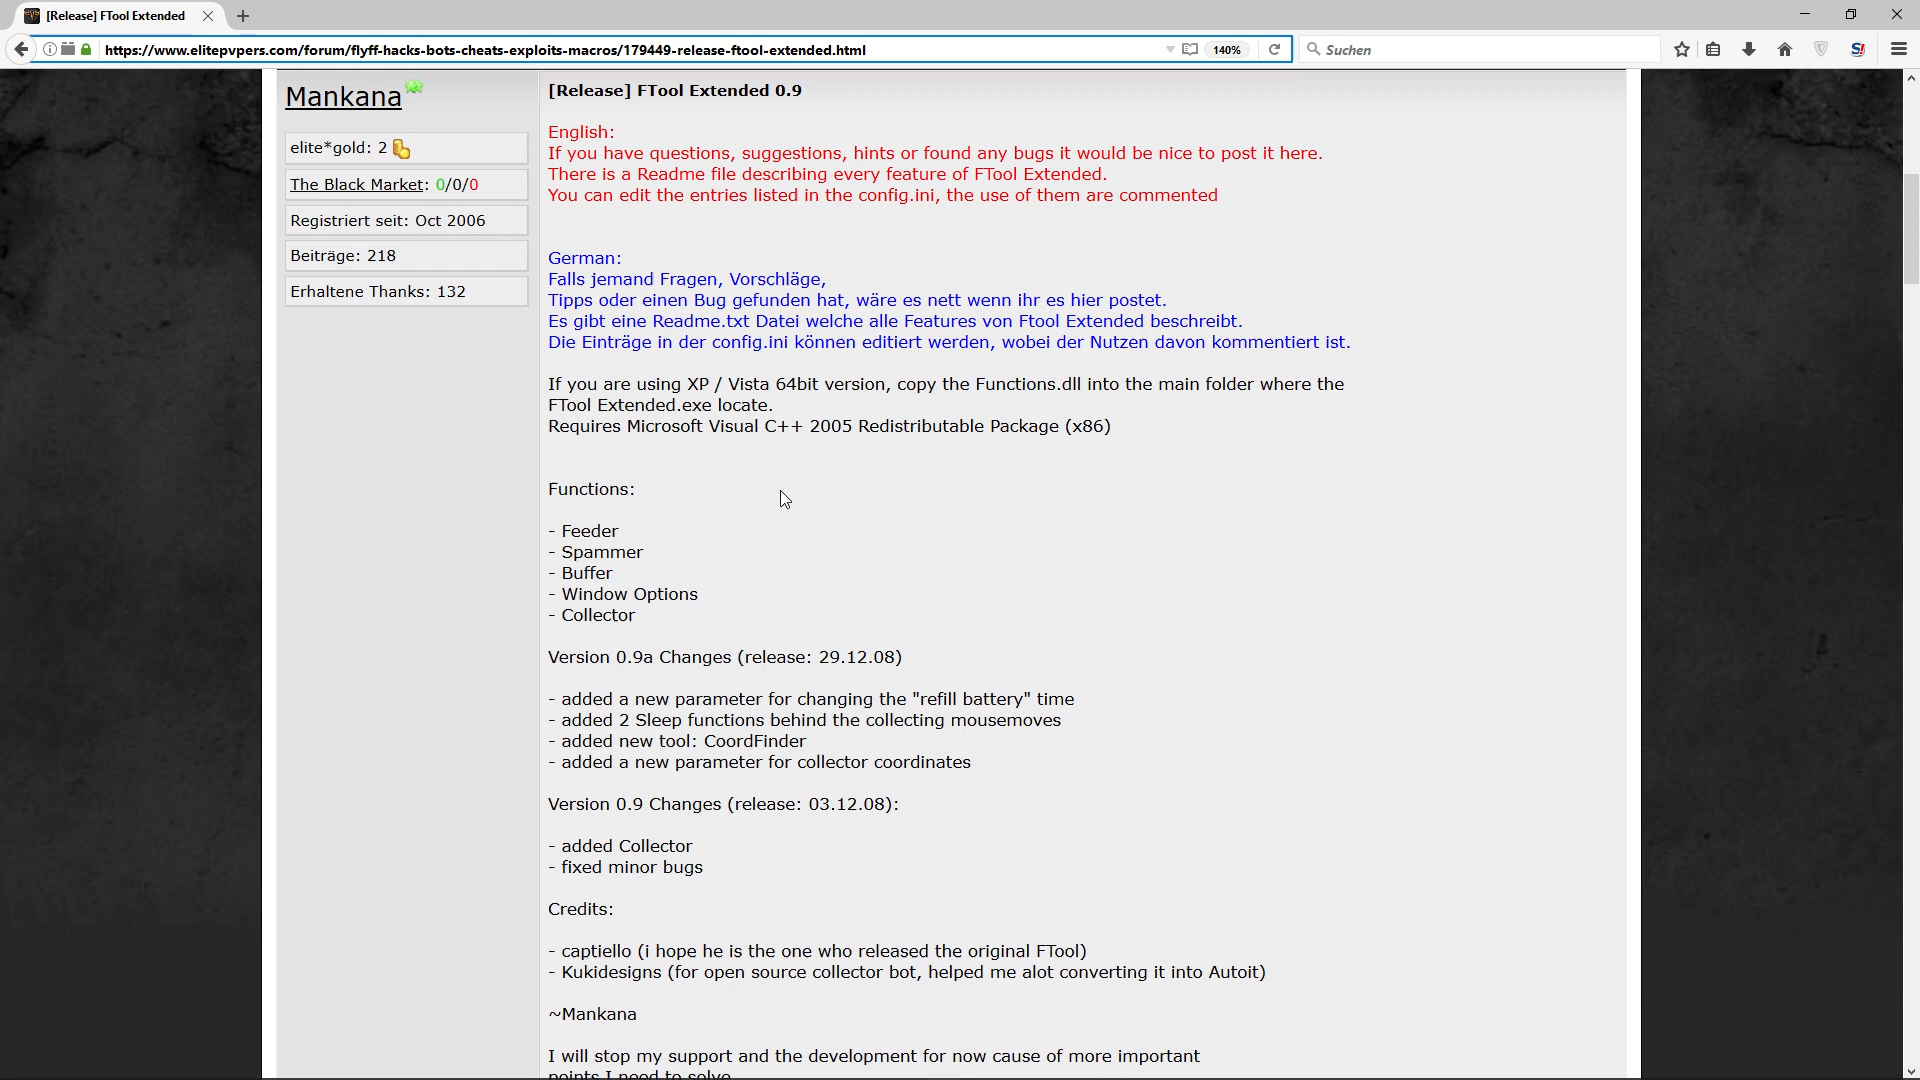 [Release] FTool Extended
https://www.elitepvpers.com/forum/flyff-hacks-bots-cheats-exploits-macros/179449-release-ftool-extended.html
140%
Suchen
S!
Mankana
elite*gold: 2
The Black Market: 0/0/0
Registriert seit: Oct 2006
Beiträge: 218
Erhaltene Thanks: 132
[Release] FTool Extended 0.9
English:
If you have questions, suggestions, hints or found any bugs it would be nice to post it here.
There is a Readme file describing every feature of FTool Extended.
You can edit the entries listed in the config.ini, the use of them are commented
German:
Falls jemand Fragen, Vorschläge,
Tipps oder einen Bug gefunden hat, wäre es nett wenn ihr es hier postet.
Es gibt eine Readme.txt Datei welche alle Features von Ftool Extended beschreibt.
Die Einträge in der config.ini können editiert werden, wobei der Nutzen davon kommentiert ist.
If you are using XP / Vista 64bit version, copy the Functions.dll into the main folder where the
FTool Extended.exe locate.
Requires Microsoft Visual C++ 2005 Redistributable Package (x86)
Functions:
- Feeder
- Spammer
- Buffer
- Window Options
- Collector
Version 0.9a Changes (release: 29.12.08)
- added a new parameter for changing the "refill battery" time
- added 2 Sleep functions behind the collecting mousemoves
- added new tool: CoordFinder
- added a new parameter for collector coordinates
Version 0.9 Changes (release: 03.12.08):
- added Collector
- fixed minor bugs
Credits:
- captiello (i hope he is the one who released the original FTool)
- Kukidesigns (for open source collector bot, helped me alot converting it into Autoit)
~Mankana
I will stop my support and the development for now cause of more important
points I need to solve